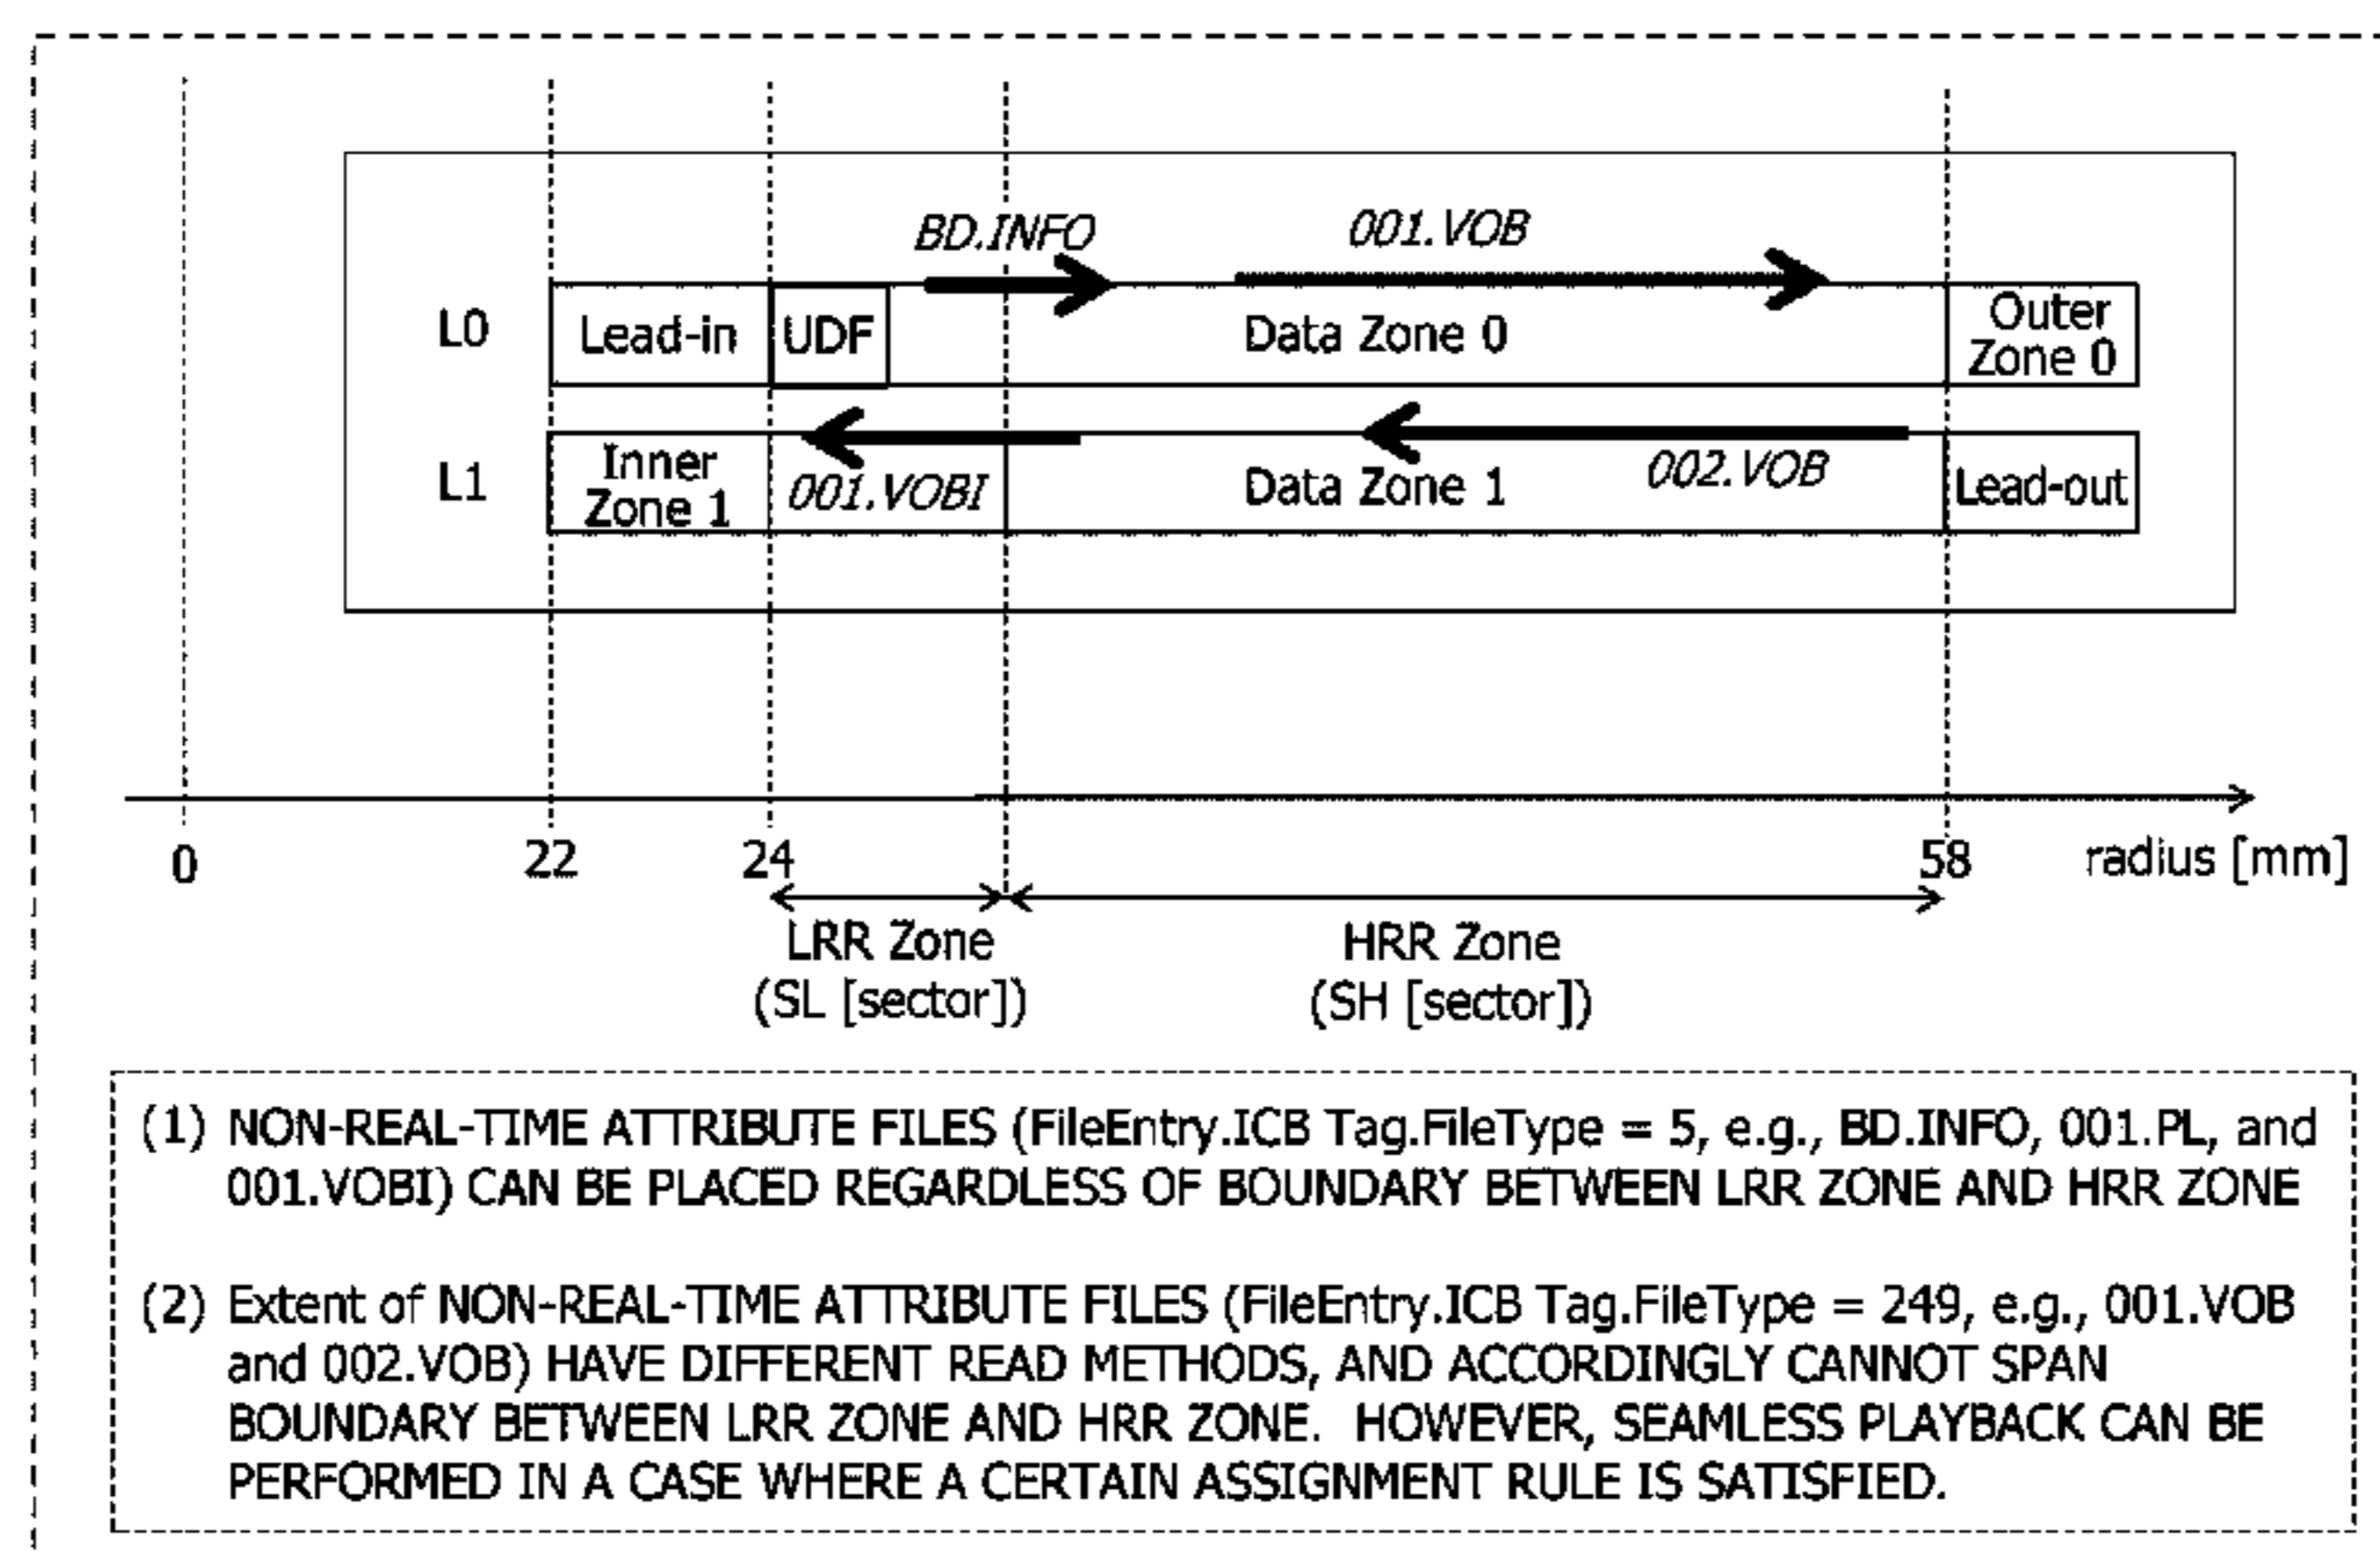 BD.INFO
001.VOB
L0
Lead-in
UDF
Data Zone 0
Outer
Zone 0
L1
Inner
Zone 1
001.VOBI
Data Zone 1
002.VOB
Lead-out
0
22
24
58
radius [mm]
LRR Zone
(SL [sector])
HRR Zone
(SH [sector])
(1) NON-REAL-TIME ATTRIBUTE FILES (FileEntry.ICB Tag.FileType = 5, e.g., BD.INFO, 001.PL, and
001.VOBI) CAN BE PLACED REGARDLESS OF BOUNDARY BETWEEN LRR ZONE AND HRR ZONE
(2) Extent of NON-REAL-TIME ATTRIBUTE FILES (FileEntry.ICB Tag.FileType = 249, e.g., 001.VOB
and 002.VOB) HAVE DIFFERENT READ METHODS, AND ACCORDINGLY CANNOT SPAN
BOUNDARY BETWEEN LRR ZONE AND HRR ZONE. HOWEVER, SEAMLESS PLAYBACK CAN BE
PERFORMED IN A CASE WHERE A CERTAIN ASSIGNMENT RULE IS SATISFIED.